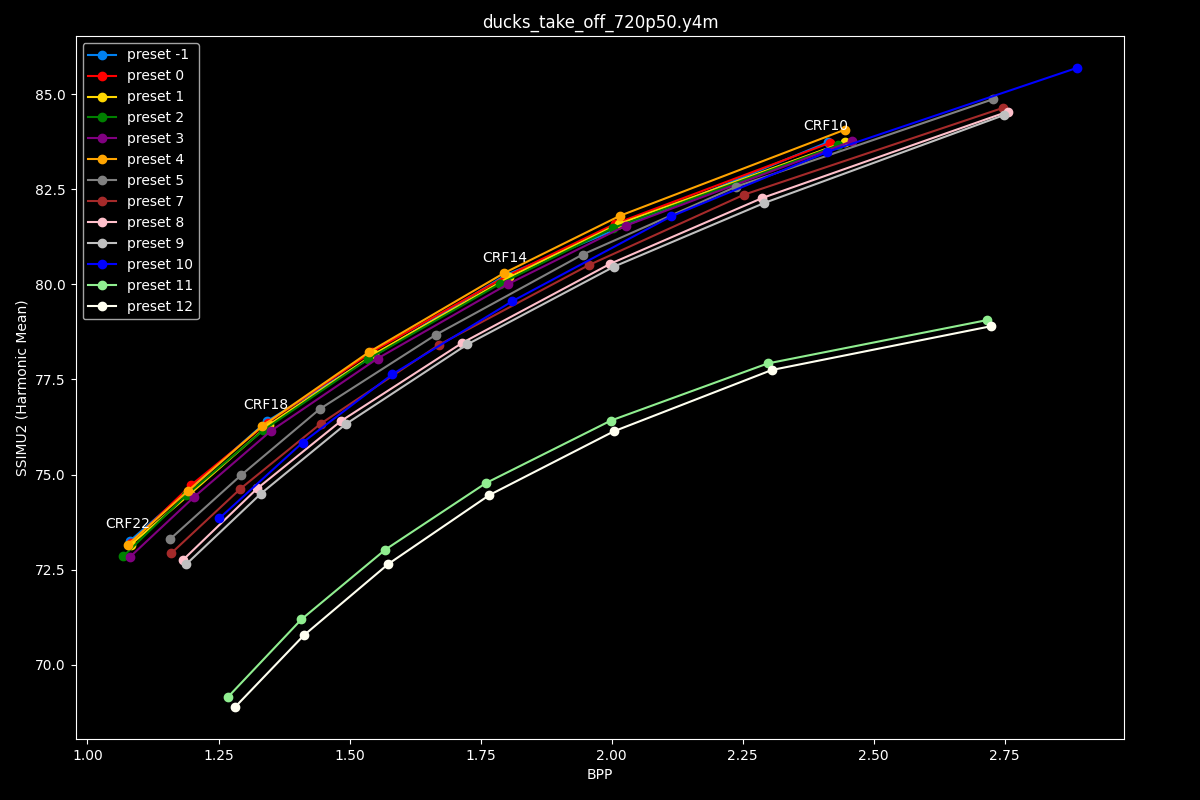 ducks_take_off_720p50.y4m
preset -1
preset 0
preset 1
preset 2
preset 3
preset 4
preset 5
preset 7
preset 8
preset 9
preset 10
preset 11
preset 12
CRF10
CRF14
CRF18
CRF22
85.0
82.5
80.0
77.5
75.0
72.5
70.0
SSIMU2 (Harmonic Mean)
1.00 1.25 1.50 1.75 2.00 2.25 2.50 2.75
BPP